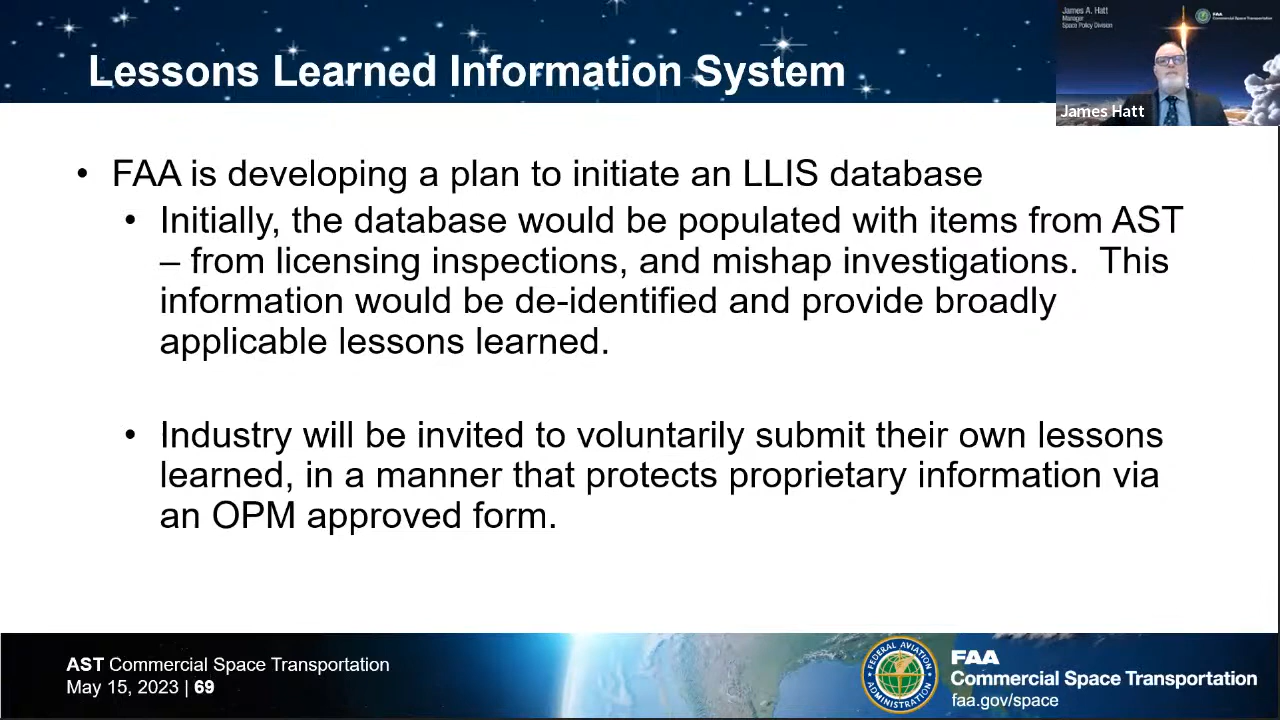 Lessons Learned Information System
James A. Hatt
Manager
Space Policy Division
FAA
Commercial Space Transportation
James Hatt
• FAA is developing a plan to initiate an LLIS database
• Initially, the database would be populated with items from AST
– from licensing inspections, and mishap investigations. This
information would be de-identified and provide broadly
applicable lessons learned.
• Industry will be invited to voluntarily submit their own lessons
learned, in a manner that protects proprietary information via
an OPM approved form.
AST Commercial Space Transportation
May 15, 2023 | 69
FEDERAL AVIATION
ADMINISTRATION
FAA
Commercial Space Transportation
faa.gov/space